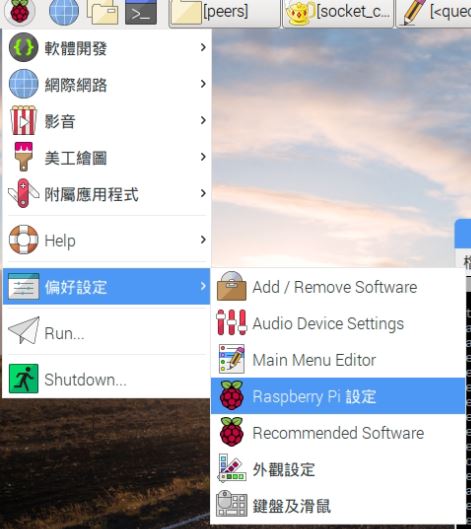 [peers]
[socket_c...
[<quec
軟體開發
網際網路
影音
美工繪圖
附屬應用程式
Help
偏好設定
Run...
Shutdown...
Add / Remove Software
Audio Device Settings
Main Menu Editor
Raspberry Pi 設定
Recommended Software
外觀設定
鍵盤及滑鼠